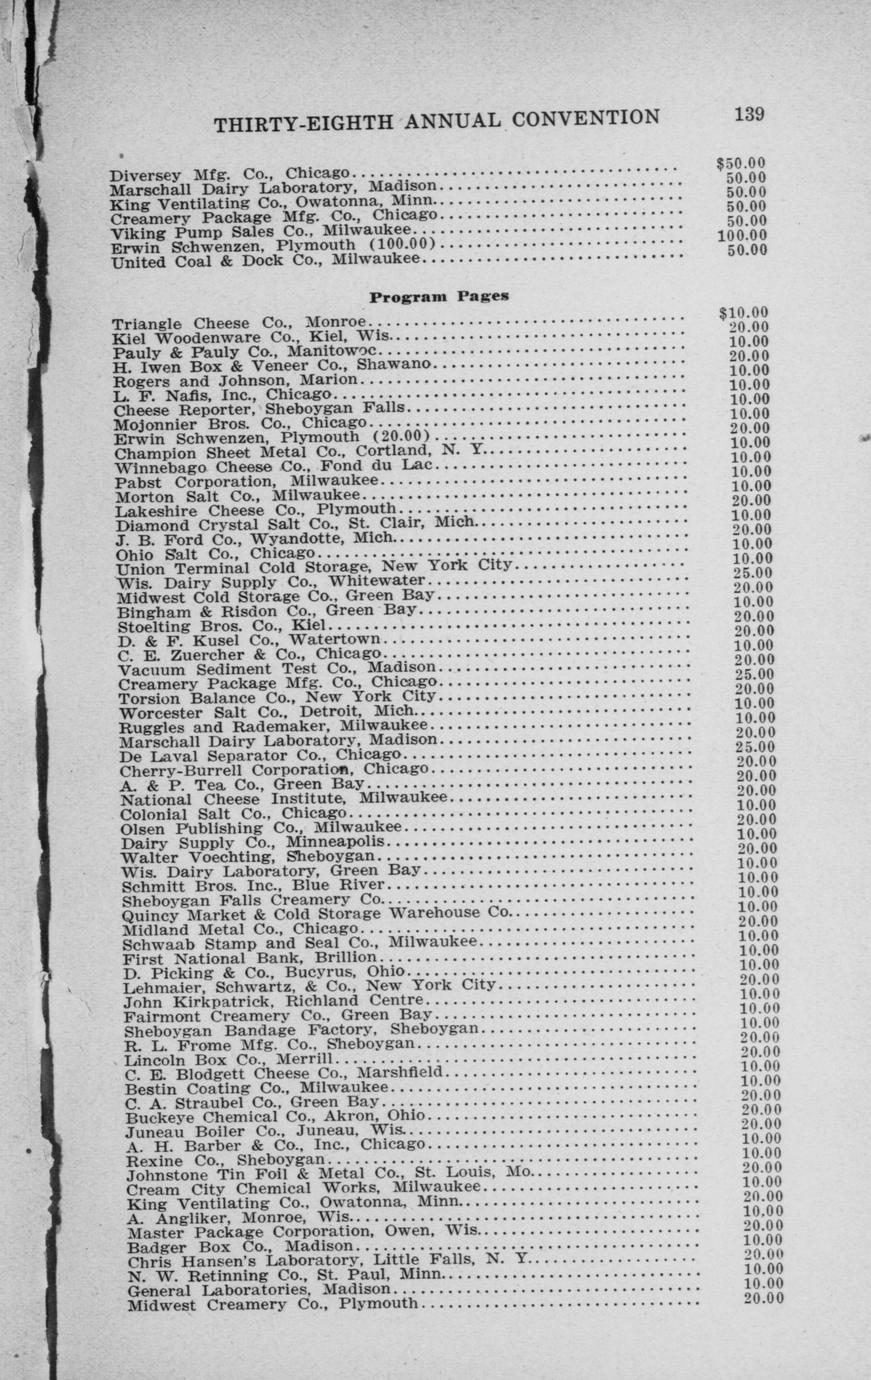 THIRTY-EIGHTH ANNUAL CONVENTION 139
Diversey Mfg. Co., Chicago........ $50.00
Marschall Dairy Laboratory, Madison........ 50.00
King Ventilating Co., Owatonna, Minn........ 50.00
Creamery Package Mfg. Co., Chicago........ 50.00
Viking Pump Sales Co., Milwaukee........ 50.00
Erwin Schwenzen, Plymouth (100.00)........ 100.00
United Coal & Dock Co., Milwaukee........ 50.00
Program Pages
Triangle Cheese Co., Monroe........ $10.00
Kiel Woodenware Co., Kiel, Wis........ 20.00
Pauly & Pauly Co., Manitowoc........ 10.00
H. Iwen Box & Veneer Co., Shawano........ 20.00
Rogers and Johnson, Marion........ 10.00
L. F. Nafis, Inc., Chicago........ 10.00
Cheese Reporter, Sheboygan Falls........ 10.00
Mojonnier Bros. Co., Chicago........ 10.00
Erwin Schwenzen, Plymouth (20.00)........ 20.00
Champion Sheet Metal Co., Cortland, N. Y........ 10.00
Winnebago Cheese Co., Fond du Lac........ 10.00
Pabst Corporation, Milwaukee........ 10.00
Morton Salt Co., Milwaukee........ 10.00
Lakeshire Cheese Co., Plymouth........ 20.00
Diamond Crystal Salt Co., St. Clair, Mich........ 10.00
J. B. Ford Co., Wyandotte, Mich........ 20.00
Ohio Salt Co., Chicago........ 10.00
Union Terminal Cold Storage, New York City........ 10.00
Wis. Dairy Supply Co., Whitewater........ 25.00
Midwest Cold Storage Co., Green Bay........ 20.00
Bingham & Risdon Co., Green Bay........ 10.00
Stoelting Bros. Co., Kiel........ 20.00
D. & F. Kusel Co., Watertown........ 20.00
C. E. Zuercher & Co., Chicago........ 10.00
Vacuum Sediment Test Co., Madison........ 20.00
Creamery Package Mfg. Co., Chicago........ 25.00
Torsion Balance Co., New York City........ 20.00
Worcester Salt Co., Detroit, Mich........ 10.00
Ruggles and Rademaker, Milwaukee........ 10.00
Marschall Dairy Laboratory, Madison........ 20.00
De Laval Separator Co., Chicago........ 25.00
Cherry-Burrell Corporation, Chicago........ 20.00
A. & P. Tea Co., Green Bay........ 20.00
National Cheese Institute, Milwaukee........ 20.00
Colonial Salt Co., Chicago........ 10.00
Olsen Publishing Co., Milwaukee........ 20.00
Dairy Supply Co., Minneapolis........ 10.00
Walter Voechting, Sheboygan........ 20.00
Wis. Dairy Laboratory, Green Bay........ 10.00
Schmitt Bros. Inc., Blue River........ 10.00
Sheboygan Falls Creamery Co........ 10.00
Quincy Market & Cold Storage Warehouse Co........ 10.00
Midland Metal Co., Chicago........ 20.00
Schwaab Stamp and Seal Co., Milwaukee........ 10.00
First National Bank, Brillion........ 10.00
D. Picking & Co., Bucyrus, Ohio........ 10.00
Lehmaier, Schwartz, & Co., New York City........ 20.00
John Kirkpatrick, Richland Centre........ 10.00
Fairmont Creamery Co., Green Bay........ 10.00
Sheboygan Bandage Factory, Sheboygan........ 10.00
R. L. Frome Mfg. Co., Sheboygan........ 20.00
Lincoln Box Co., Merrill........ 20.00
C. E. Blodgett Cheese Co., Marshfield........ 10.00
Bestin Coating Co., Milwaukee........ 10.00
C. A. Straubel Co., Green Bay........ 20.00
Buckeye Chemical Co., Akron, Ohio........ 20.00
Juneau Boiler Co., Juneau, Wis........ 20.00
A. H. Barber & Co., Inc., Chicago........ 10.00
Rexine Co., Sheboygan........ 10.00
Johnstone Tin Foil & Metal Co., St. Louis, Mo........ 20.00
Cream City Chemical Works, Milwaukee........ 10.00
King Ventilating Co., Owatonna, Minn........ 20.00
A. Angliker, Monroe, Wis........ 10.00
Master Package Corporation, Owen, Wis........ 20.00
Badger Box Co., Madison........ 10.00
Chris Hansen's Laboratory, Little Falls, N. Y........ 20.00
N. W. Retinning Co., St. Paul, Minn........ 10.00
General Laboratories, Madison........ 10.00
Midwest Creamery Co., Plymouth........ 20.00